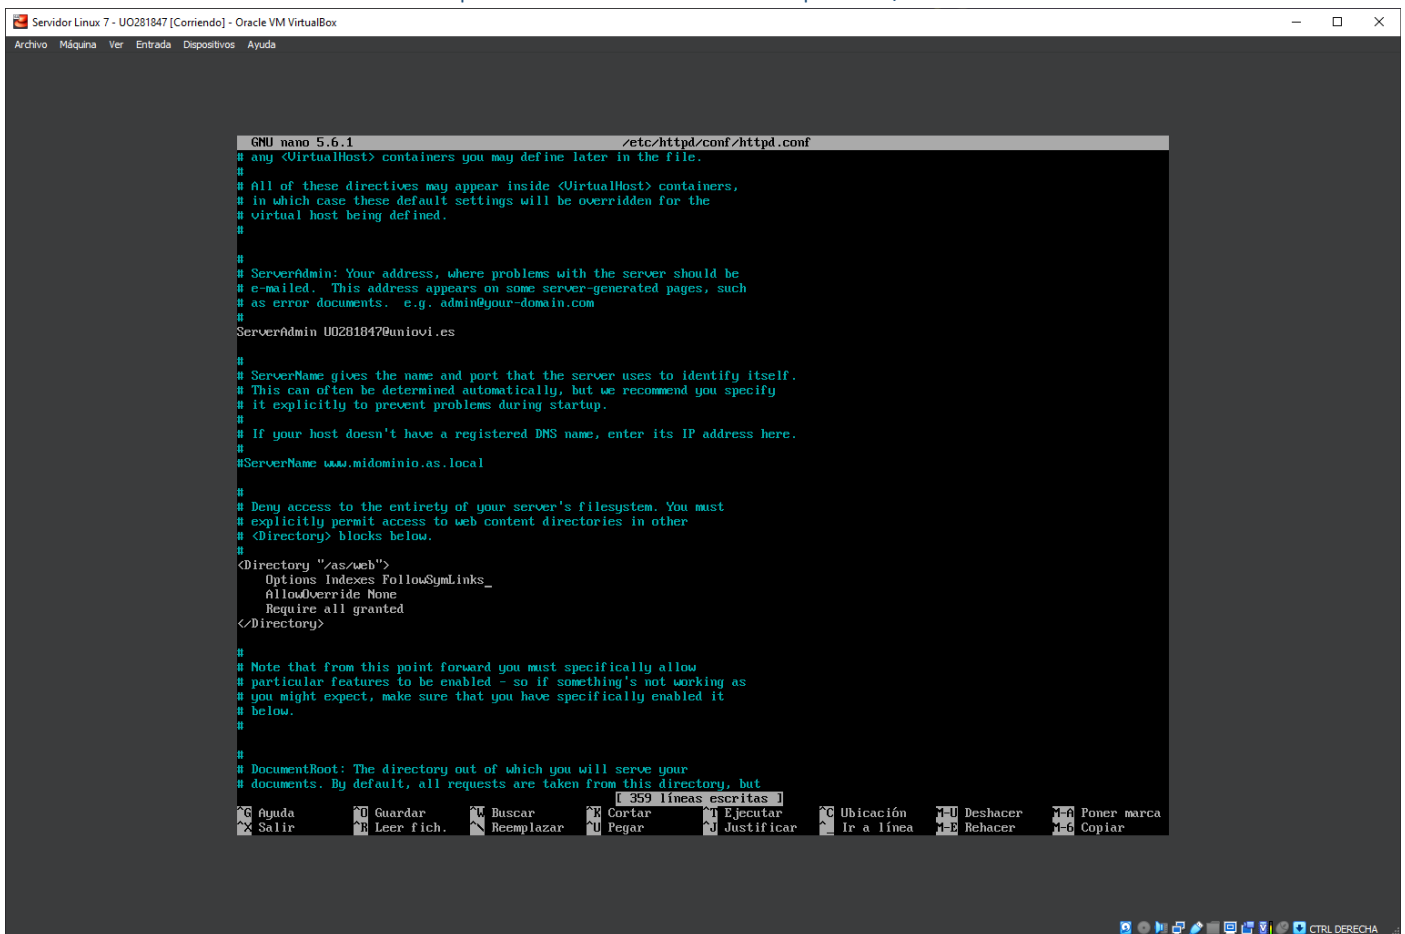 Servidor Linux 7 - UO281847 [Corriendo] - Oracle VM VirtualBox
Archivo Máquina Ver Entrada Dispositivos Ayuda
GNU nano 5.6.1 /etc/httpd/conf/httpd.conf
# any <VirtualHost> containers you may define later in the file.
#
# All of these directives may appear inside <VirtualHost> containers,
# in which case these default settings will be overridden for the
# virtual host being defined.
#
#
# ServerAdmin: Your address, where problems with the server should be
# e-mailed.  This address appears on some server-generated pages, such
# as error documents.  e.g. admin@your-domain.com
#
ServerAdmin UO281847@uniovi.es
#
# ServerName gives the name and port that the server uses to identify itself.
# This can often be determined automatically, but we recommend you specify
# it explicitly to prevent problems during startup.
#
# If your host doesn't have a registered DNS name, enter its IP address here.
#
#ServerName www.midominio.as.local
#
# Deny access to the entirety of your server's filesystem. You must
# explicitly permit access to web content directories in other
# <Directory> blocks below.
#
<Directory "/as/web">
    Options Indexes FollowSymLinks_
    AllowOverride None
    Require all granted
</Directory>
#
# Note that from this point forward you must specifically allow
# particular features to be enabled - so if something's not working as
# you might expect, make sure that you have specifically enabled it
# below.
#
#
# DocumentRoot: The directory out of which you will serve your
# documents. By default, all requests are taken from this directory, but
[ 359 líneas escritas ]
^G Ayuda ^O Guardar ^W Buscar ^K Cortar ^T Ejecutar ^C Ubicación M-U Deshacer M-A Poner marca
^X Salir ^R Leer fich. ^\ Reemplazar ^U Pegar ^J Justificar ^_ Ir a línea M-E Rehacer M-6 Copiar
CTRL DERECHA